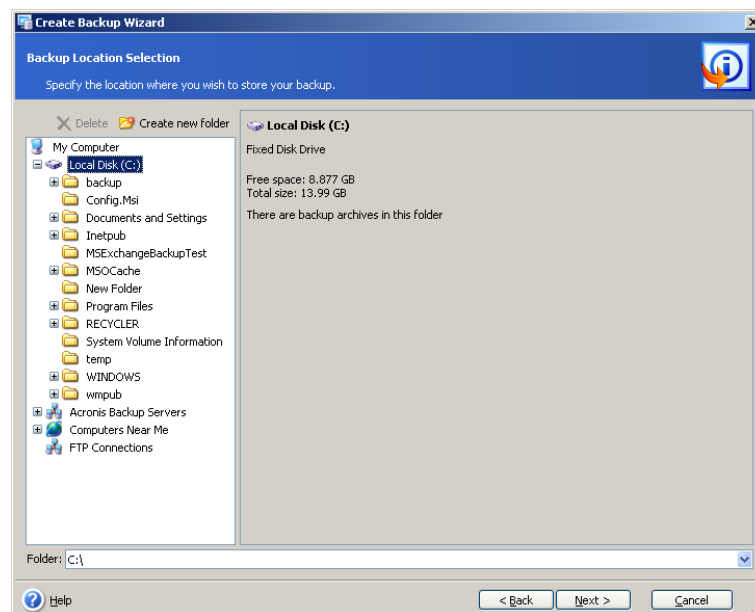 Create Backup Wizard
Backup Location Selection
Specify the location where you wish to store your backup.
Delete Create new folder
My Computer
Local Disk (C:)
backup
Config.Msi
Documents and Settings
Inetpub
MSExchangeBackupTest
MSOCache
New Folder
Program Files
RECYCLER
System Volume Information
temp
WINDOWS
wmpub
Acronis Backup Servers
Computers Near Me
FTP Connections
Local Disk (C:)
Fixed Disk Drive
Free space: 8.877 GB
Total size: 13.99 GB
There are backup archives in this folder
Folder: C:\
Help < Back Next > Cancel